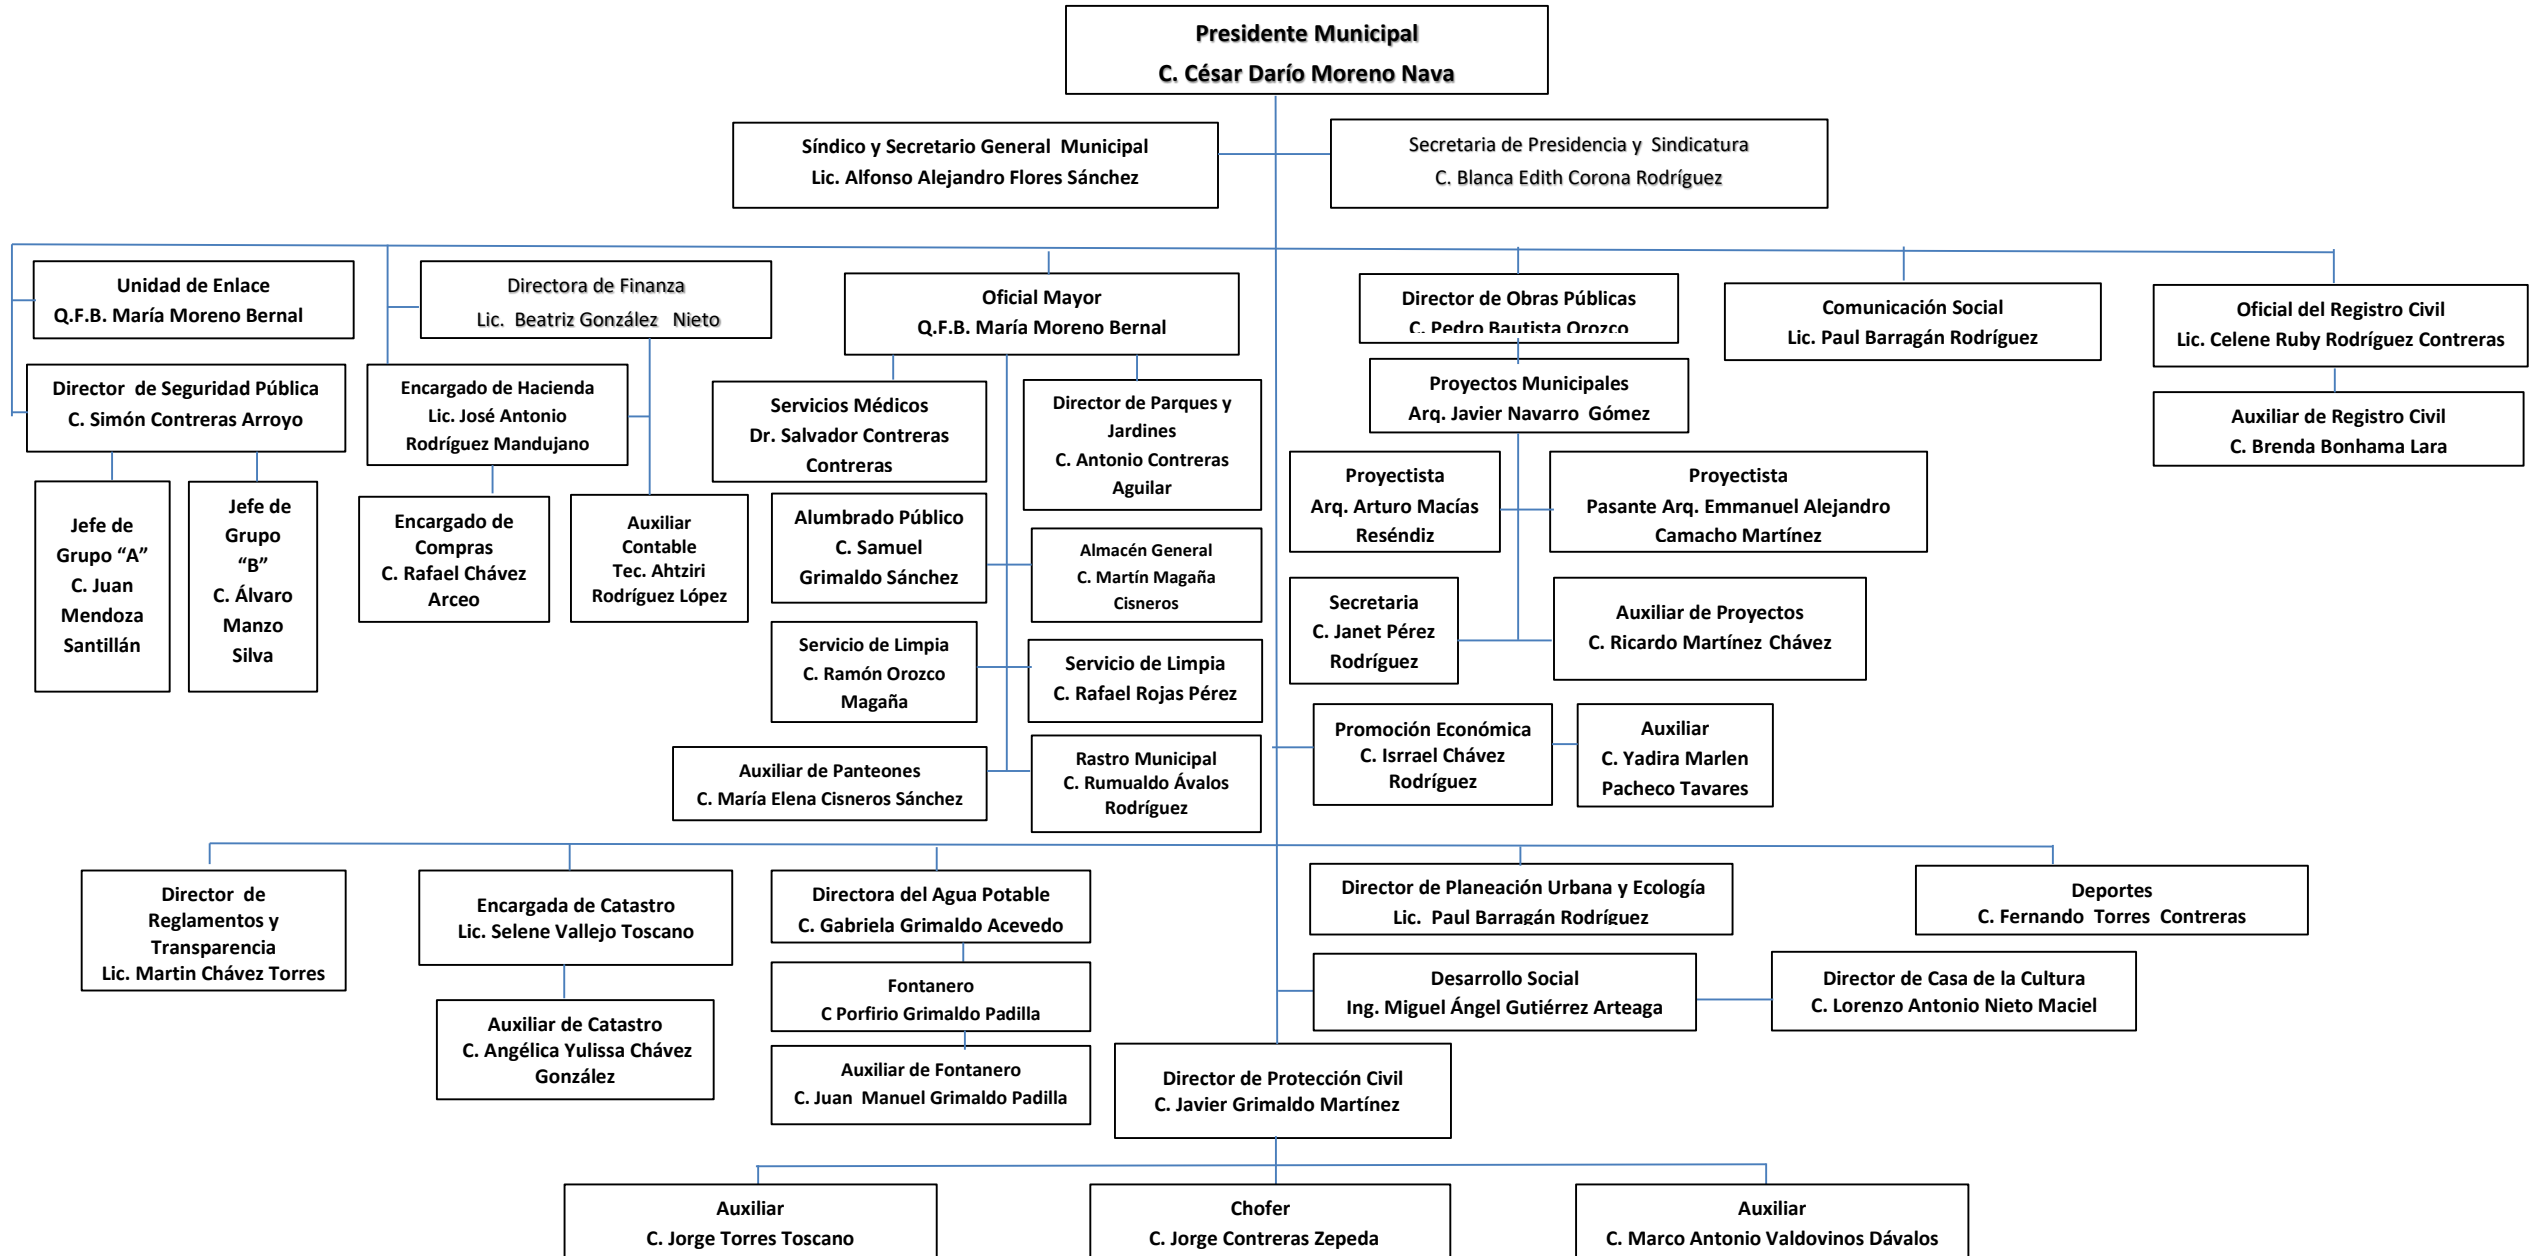 Presidente Municipal
C. César Darío Moreno Nava
Síndico y Secretario General Municipal
Lic. Alfonso Alejandro Flores Sánchez
Secretaria de Presidencia y Sindicatura
C. Blanca Edith Corona Rodríguez
Unidad de Enlace
Q.F.B. María Moreno Bernal
Directora de Finanza
Lic. Beatriz González Nieto
Oficial Mayor
Q.F.B. María Moreno Bernal
Director de Obras Públicas
C. Pedro Bautista Orozco
Comunicación Social
Lic. Paul Barragán Rodríguez
Oficial del Registro Civil
Lic. Celene Ruby Rodríguez Contreras
Director de Seguridad Pública
C. Simón Contreras Arroyo
Encargado de Hacienda
Lic. José Antonio
Rodríguez Mandujano
Servicios Médicos
Dr. Salvador Contreras
Contreras
Director de Parques y
Jardines
C. Antonio Contreras
Aguilar
Proyectos Municipales
Arq. Javier Navarro Gómez
Auxiliar de Registro Civil
C. Brenda Bonhama Lara
Jefe de
Grupo “A”
C. Juan
Mendoza
Santillán
Jefe de
Grupo
“B”
C. Álvaro
Manzo
Silva
Encargado de
Compras
C. Rafael Chávez
Arceo
Auxiliar
Contable
Tec. Ahtziri
Rodríguez López
Alumbrado Público
C. Samuel
Grimaldo Sánchez
Almacén General
C. Martín Magaña
Cisneros
Proyectista
Arq. Arturo Macías
Reséndiz
Proyectista
Pasante Arq. Emmanuel Alejandro
Camacho Martínez
Secretaria
C. Janet Pérez
Rodríguez
Auxiliar de Proyectos
C. Ricardo Martínez Chávez
Servicio de Limpia
C. Ramón Orozco
Magaña
Servicio de Limpia
C. Rafael Rojas Pérez
Auxiliar de Panteones
C. María Elena Cisneros Sánchez
Rastro Municipal
C. Rumualdo Ávalos
Rodríguez
Promoción Económica
C. Isrrael Chávez
Rodríguez
Auxiliar
C. Yadira Marlen
Pacheco Tavares
Director de
Reglamentos y
Transparencia
Lic. Martin Chávez Torres
Encargada de Catastro
Lic. Selene Vallejo Toscano
Directora del Agua Potable
C. Gabriela Grimaldo Acevedo
Director de Planeación Urbana y Ecología
Lic. Paul Barragán Rodríguez
Deportes
C. Fernando Torres Contreras
Auxiliar de Catastro
C. Angélica Yulissa Chávez
González
Fontanero
C Porfirio Grimaldo Padilla
Auxiliar de Fontanero
C. Juan Manuel Grimaldo Padilla
Desarrollo Social
Ing. Miguel Ángel Gutiérrez Arteaga
Director de Casa de la Cultura
C. Lorenzo Antonio Nieto Maciel
Director de Protección Civil
C. Javier Grimaldo Martínez
Auxiliar
C. Jorge Torres Toscano
Chofer
C. Jorge Contreras Zepeda
Auxiliar
C. Marco Antonio Valdovinos Dávalos